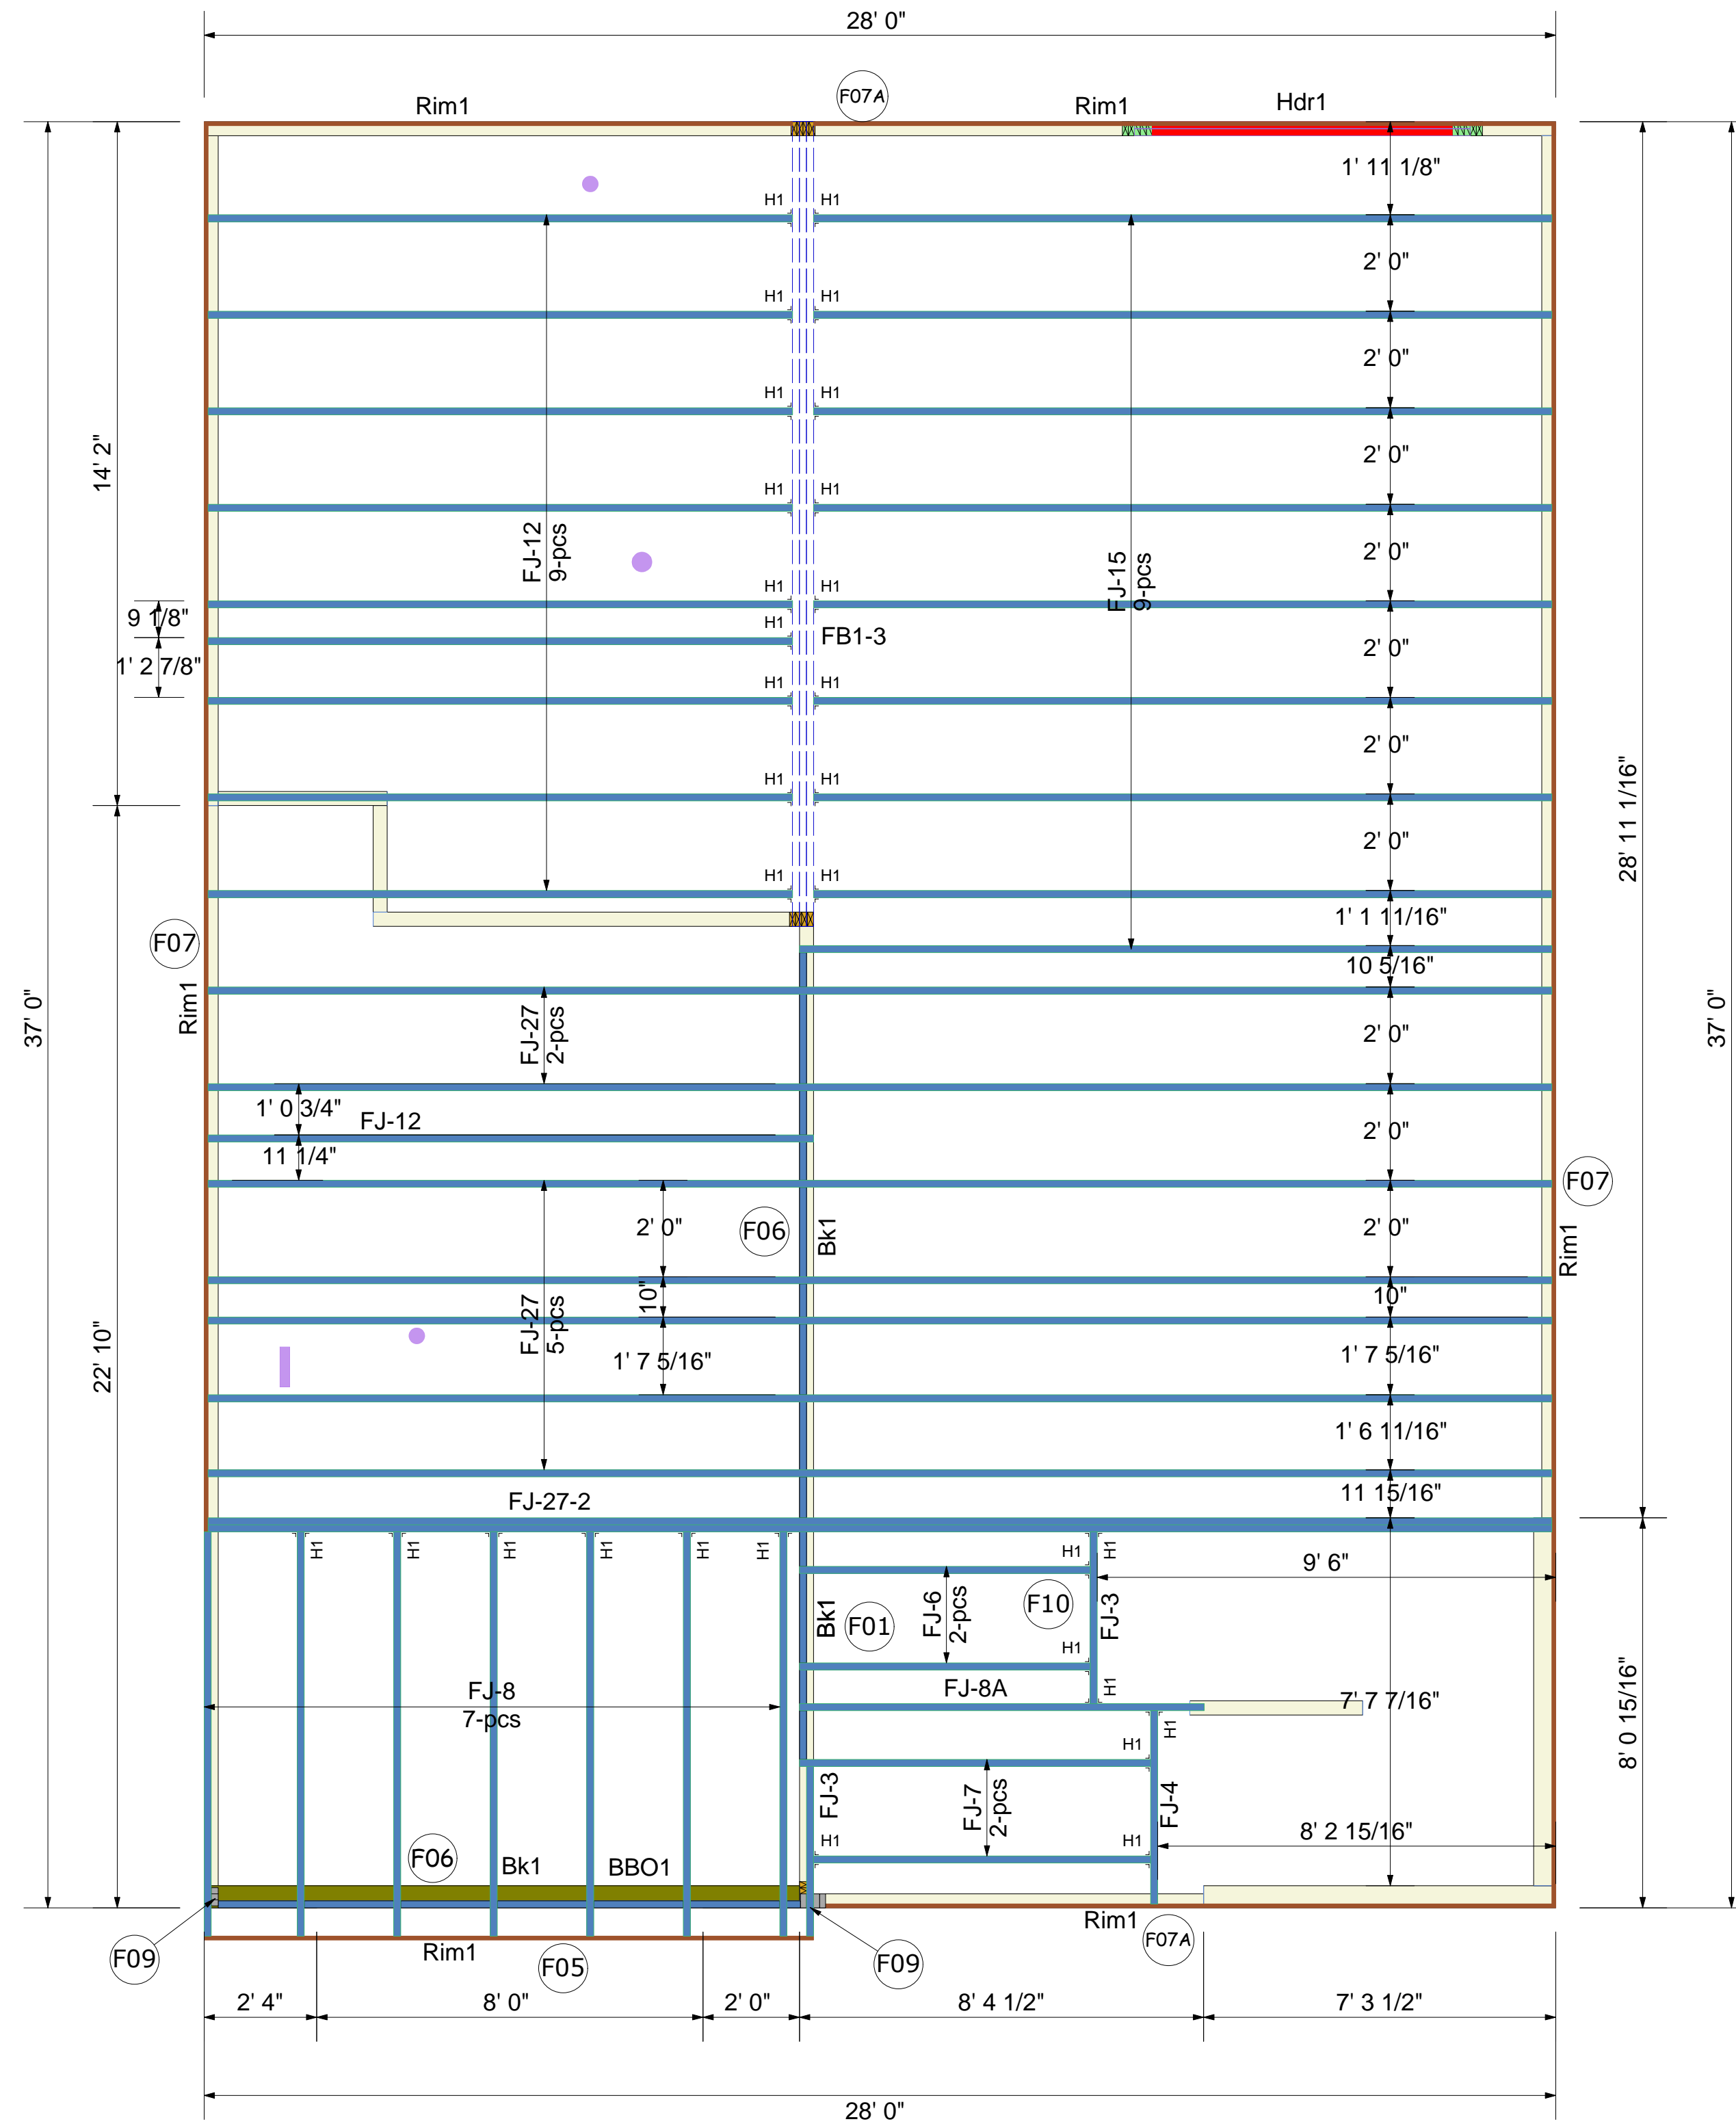 28' 0"
Rim1
F07A
Rim1
Hdr1
1' 11 1/8"
H1
H1
2' 0"
H1
H1
2' 0"
H1
H1
14' 2"
2' 0"
H1
H1
FJ-12
9-pcs
FJ-15
9-pcs
2' 0"
H1
H1
9 1/8"
H1
FB1-3
1' 2 7/8"
2' 0"
H1
H1
2' 0"
H1
H1
28' 11 1/16"
2' 0"
H1
H1
1' 1 11/16"
F07
10 5/16"
37' 0"
Rim1
FJ-27
2-pcs
2' 0"
37' 0"
1' 0 3/4"
FJ-12
2' 0"
11 1/4"
F07
2' 0"
F06
Bk1
2' 0"
Rim1
10"
10"
FJ-27
5-pcs
22' 10"
1' 7 5/16"
1' 7 5/16"
1' 6 11/16"
11 15/16"
FJ-27-2
H1
H1
H1
H1
H1
H1
H1
H1
9' 6"
FJ-6
2-pcs
F10
FJ-3
Bk1
F01
H1
H1
FJ-8A
FJ-8
7-pcs
7' 7 7/16"
8' 0 15/16"
H1
H1
FJ-3
FJ-7
2-pcs
FJ-4
8' 2 15/16"
H1
H1
F06
Bk1
BBO1
Rim1
F07A
F09
Rim1
F05
F09
2' 4"
8' 0"
2' 0"
8' 4 1/2"
7' 3 1/2"
28' 0"